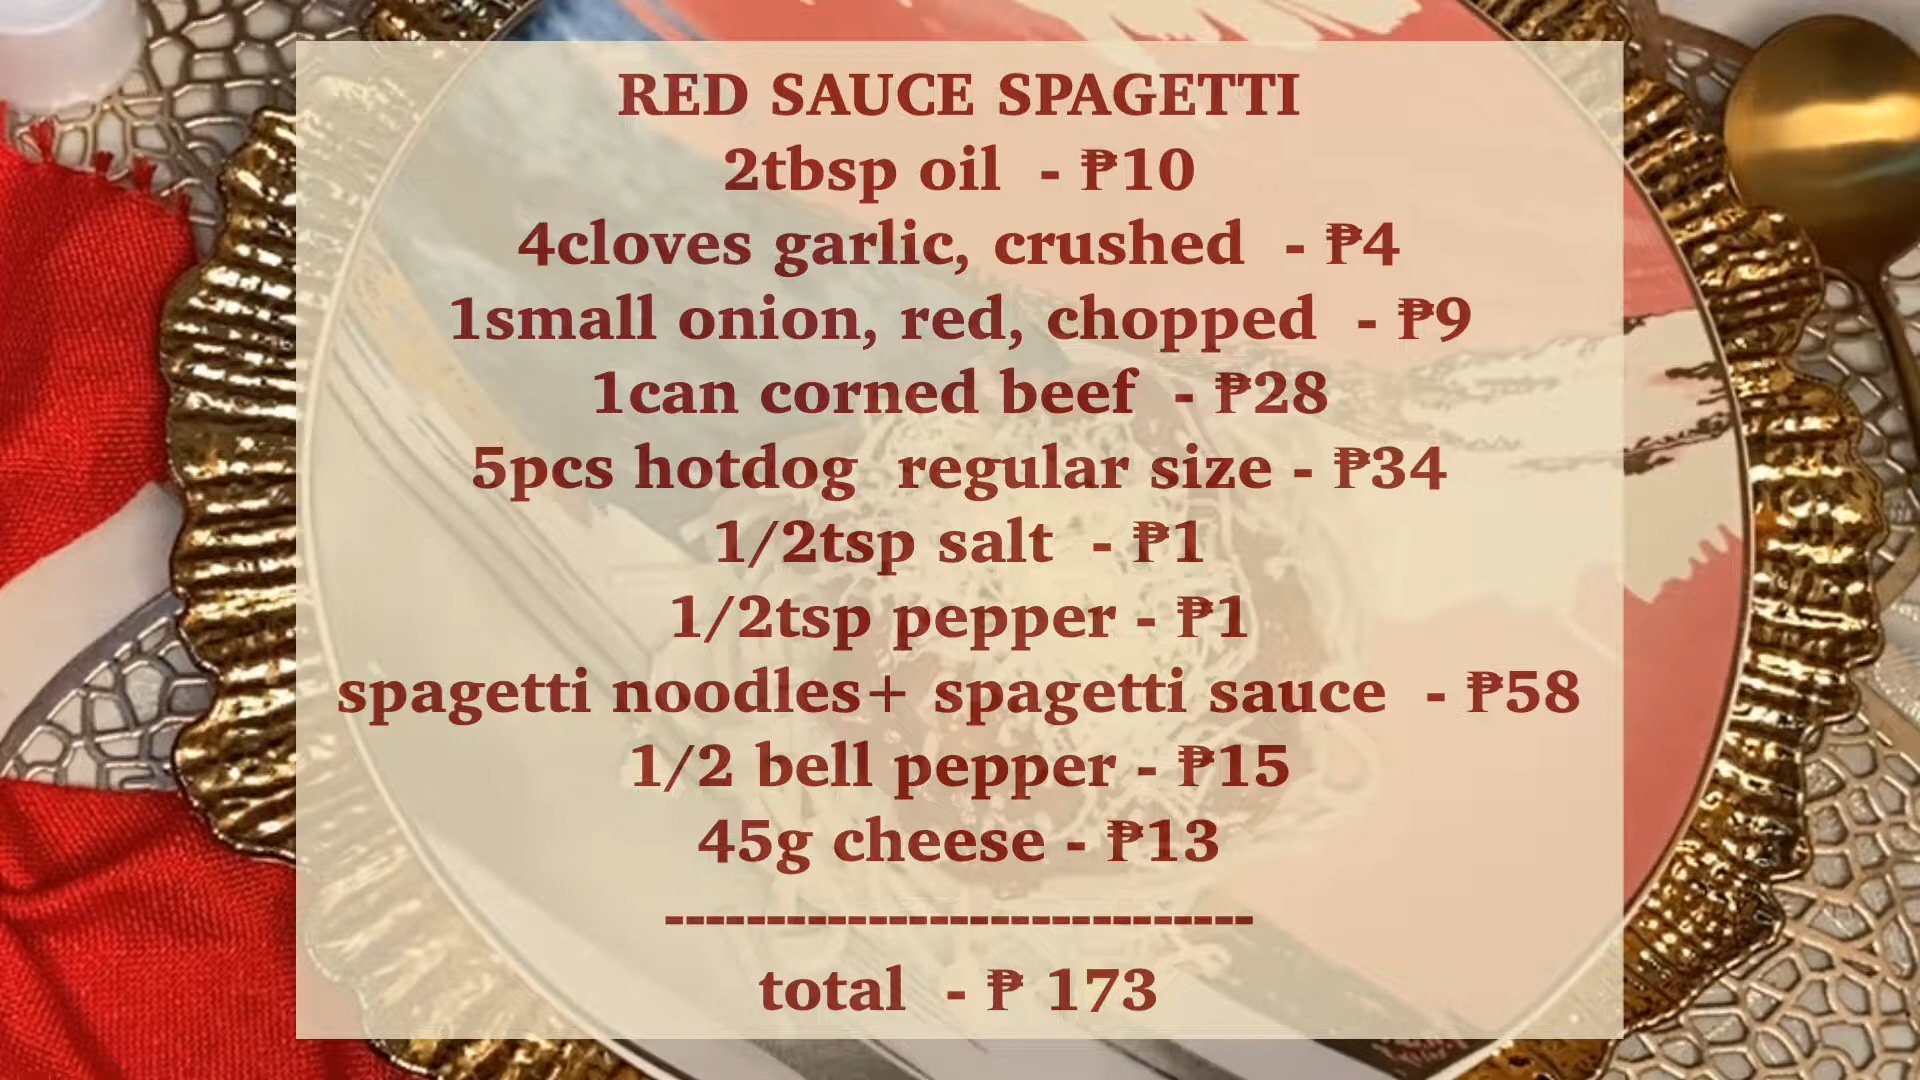 RED SAUCE SPAGETTI
2tbsp oil - ₱10
4cloves garlic, crushed - ₱4
1small onion, red, chopped - ₱9
1can corned beef - ₱28
5pcs hotdog regular size - ₱34
1/2tsp salt - ₱1
1/2tsp pepper - ₱1
spagetti noodles+ spagetti sauce - ₱58
1/2 bell pepper - ₱15
45g cheese - ₱13
-----------------------------
total - ₱ 173